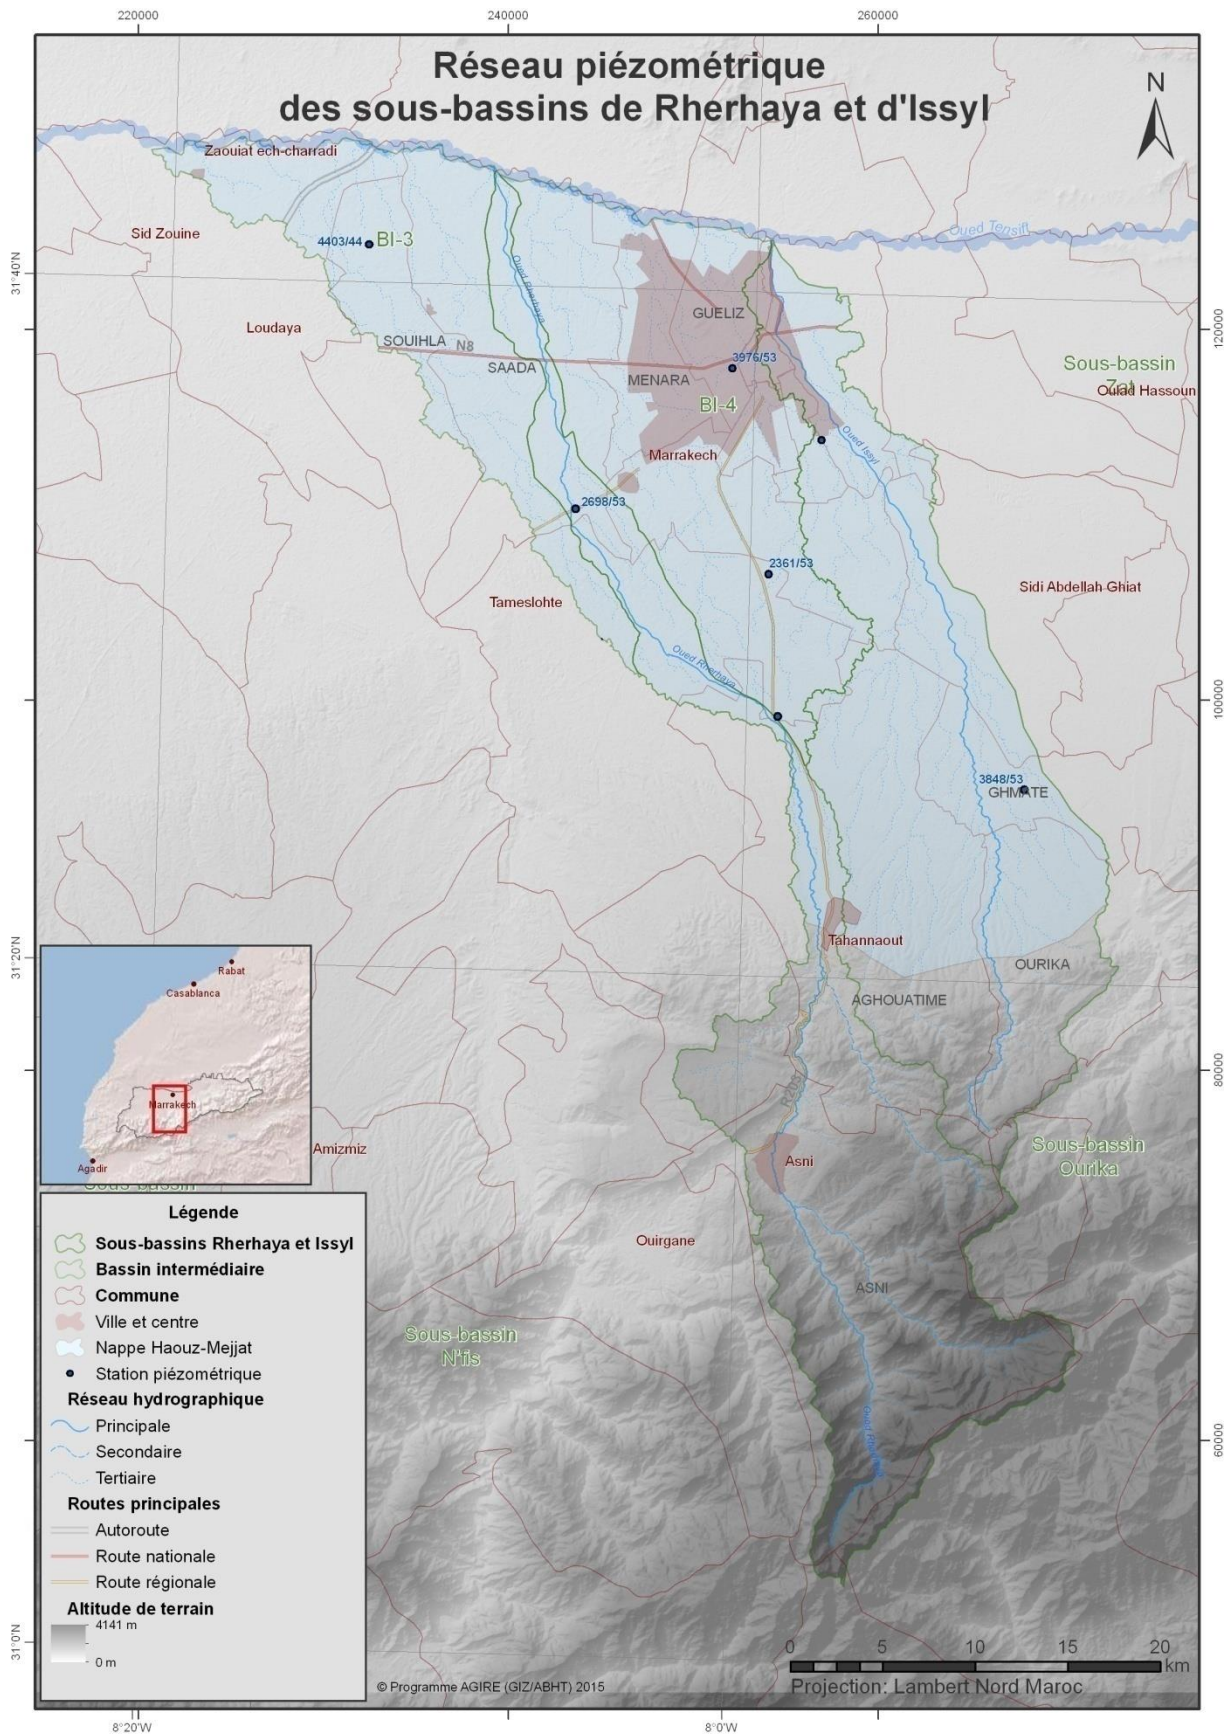 220000
240000
260000
Réseau piézométrique
des sous-bassins de Rherhaya et d'Issyl
N
Zaouiat ech-charradi
Sid Zouine
4403/44
BI-3
Oued Tensift
31°40'
Oued Rherhaya
Loudaya
GUELIZ
120000
SOUIHLA
N8
SAADA
3976/53
MENARA
Sous-bassin
Zat
Oulad Hassoun
BI-4
Oued Issyl
Marrakech
2698/53
2361/53
Sidi Abdellah Ghiat
Tameslohte
Oued Rherhaya
100000
3848/53
GHMATE
Tahannaout
31°20'N
OURIKA
AGHOUATIME
Rabat
Casablanca
Marrakech
Agadir
80000
R203
Amizmiz
Asni
Sous-bassin
Ourika
Sous-bassin
Ouirgane
ASNI
Sous-bassin
N'fis
60000
Légende
Sous-bassins Rherhaya et Issyl
Bassin intermédiaire
Commune
Ville et centre
Nappe Haouz-Mejjat
Station piézométrique
Réseau hydrographique
Principale
Secondaire
Tertiaire
Routes principales
Autoroute
Route nationale
Route régionale
Altitude de terrain
4141 m
0 m
31°0'N
0 5 10 15 20
km
Projection: Lambert Nord Maroc
© Programme AGIRE (GIZ/ABHT) 2015
8°20'W
8°0'W